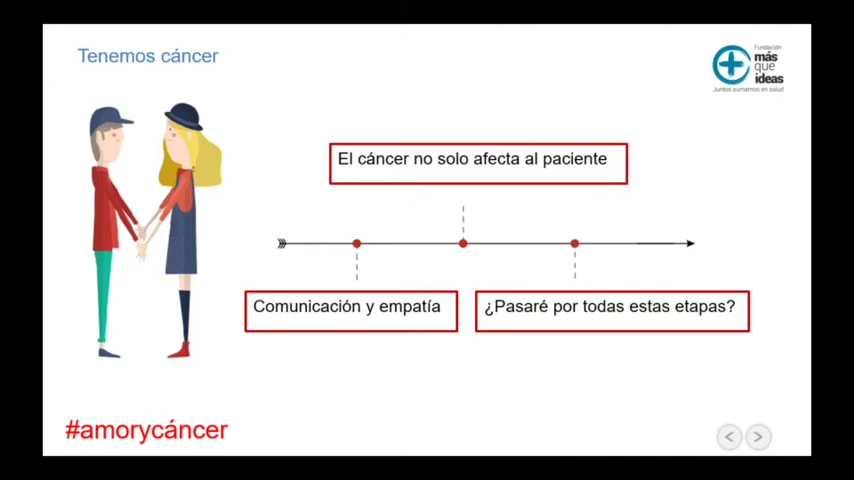 Tenemos cáncer
Fundación
más
que
ideas
Juntos sumamos en salud
El cáncer no solo afecta al paciente
Comunicación y empatía
¿Pasaré por todas estas etapas?
#amorycáncer